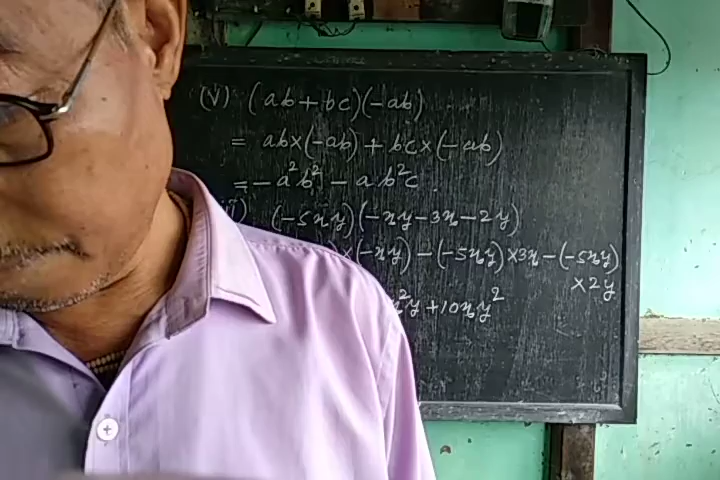 (V) (ab+bc)(-ab)
= ab×(-ab) + bc×(-ab)
= -a²b² - ab²c.
i) (-5xy)(-xy-3x-2y)
)×(-xy) - (-5xy)×3x - (-5xy)
×2y
x²y + 10xy²